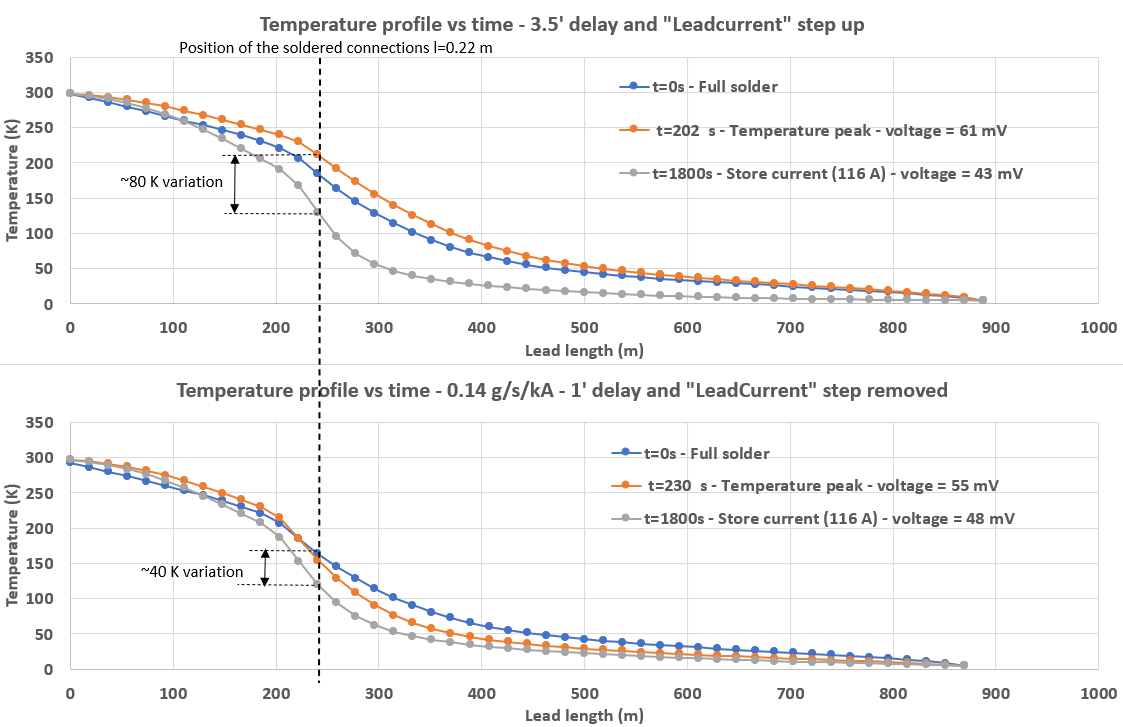 Temperature profile vs time - 3.5' delay and "Leadcurrent" step up
Position of the soldered connections l=0.22 m
350
300
250
200
150
100
50
0
Temperature (K)
t=0s - Full solder
t=202 s - Temperature peak - voltage = 61 mV
t=1800s - Store current (116 A) - voltage = 43 mV
~80 K variation
0 100 200 300 400 500 600 700 800 900 1000
Lead length (m)
Temperature profile vs time - 0.14 g/s/kA - 1' delay and "LeadCurrent" step removed
350
300
250
200
150
100
50
0
Temperature (K)
t=0s - Full solder
t=230 s - Temperature peak - voltage = 55 mV
t=1800s - Store current (116 A) - voltage = 48 mV
~40 K variation
0 100 200 300 400 500 600 700 800 900 1000
Lead length (m)